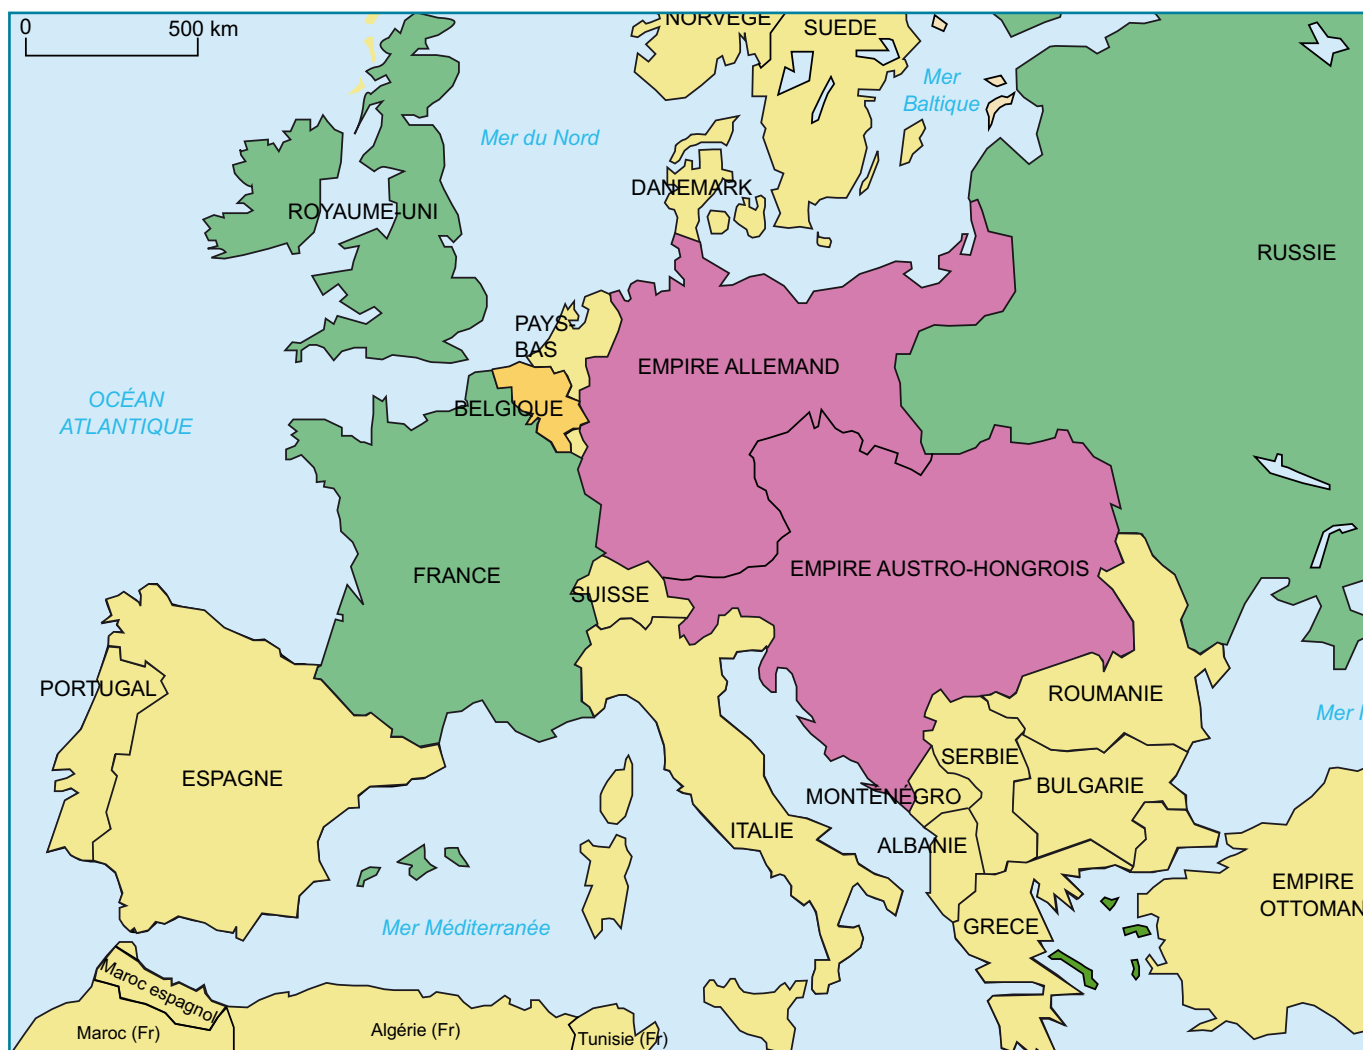 0 500 km
NORVÈGE
SUEDE
Mer
Baltique
Mer du Nord
DANEMARK
ROYAUME-UNI
RUSSIE
PAYS-
BAS
EMPIRE ALLEMAND
OCÉAN
ATLANTIQUE
BELGIQUE
FRANCE
SUISSE
EMPIRE AUSTRO-HONGROIS
PORTUGAL
ROUMANIE
Mer
ESPAGNE
SERBIE
BULGARIE
MONTENÉGRO
ITALIE
ALBANIE
EMPIRE
OTTOMAN
Mer Méditerranée
GRECE
Maroc espagnol
Maroc (Fr)
Algérie (Fr)
Tunisie (Fr)